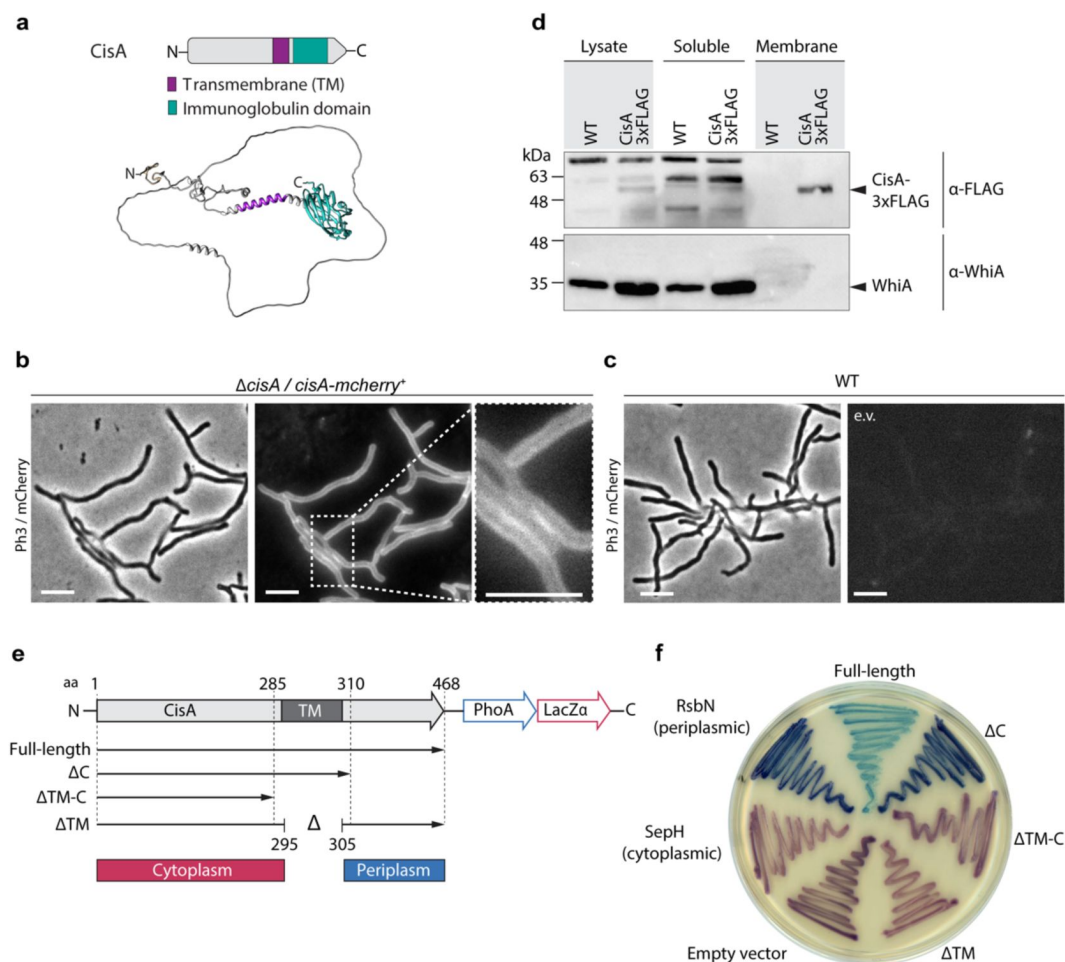 a
CisA
N
C
Transmembrane (TM)
Immunoglobulin domain
N
C
d
Lysate
Soluble
Membrane
WT
CisA
3xFLAG
WT
CisA
3xFLAG
WT
CisA
3xFLAG
kDa
63
48
CisA-
3xFLAG
α-FLAG
48
35
WhiA
α-WhiA
b
ΔcisA / cisA-mcherry⁺
Ph3 / mCherry
c
WT
Ph3 / mCherry
e.v.
e
aa
1
285
310
468
N
CisA
TM
PhoA
LacZα
C
Full-length
ΔC
ΔTM-C
ΔTM
Δ
295
305
Cytoplasm
Periplasm
f
Full-length
RsbN
(periplasmic)
ΔC
SepH
(cytoplasmic)
ΔTM-C
Empty vector
ΔTM